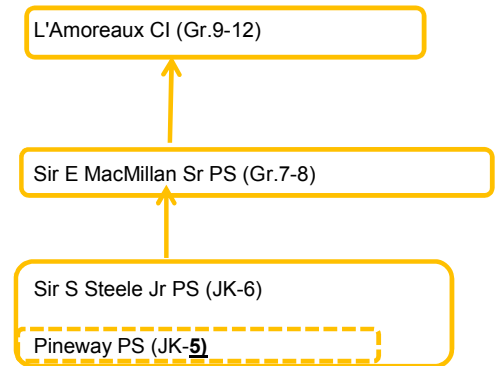 L'Amoreaux CI (Gr.9-12)
Sir E MacMillan Sr PS (Gr.7-8)
Sir S Steele Jr PS (JK-6)
Pineway PS (JK-5)